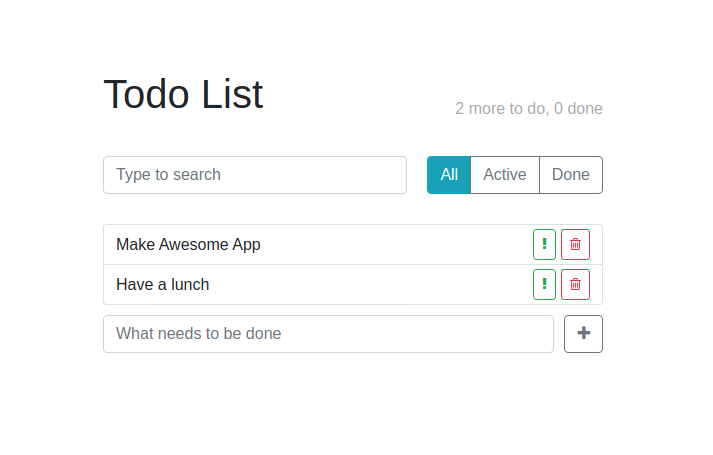 Todo List
2 more to do, 0 done
Type to search
All Active Done
Make Awesome App
!
Have a lunch
!
What needs to be done
+